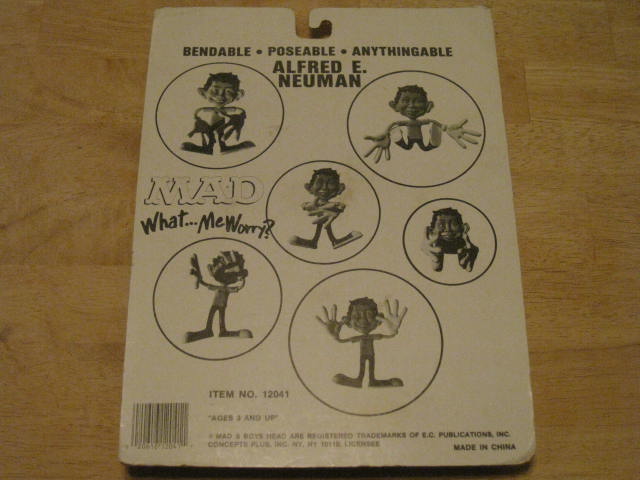 BENDABLE • POSEABLE • ANYTHINGABLE
ALFRED E.
NEUMAN
MAD
What... Me Worry?
ITEM NO. 12041
"AGES 3 AND UP"
® MAD & BOYS HEAD ARE REGISTERED TRADEMARKS OF E.C. PUBLICATIONS, INC.
CONCEPTS PLUS, INC. NY, NY 10118, LICENSEE
MADE IN CHINA